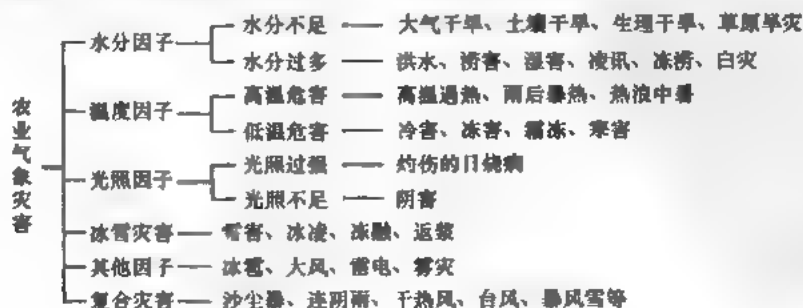 农业气象灾害
水分因子
水分不足 大气干旱、土壤干旱、生理干旱、草原旱灾
水分过多 洪水、涝害、湿害、凌讯、冻涝、白灾
温度因子
高温危害 高温逼热、雨后暴热、热浪中暑
低温危害 冷害、冻害、霜冻、寒害
光照因子
光照过强 灼伤的日烧病
光照不足 阴害
冰雪灾害 雪害、冰凌、冻融、返浆
其他因子 冰雹、大风、雷电、雾灾
复合灾害 沙尘暴、连阴雨、干热风、台风、暴风雪等